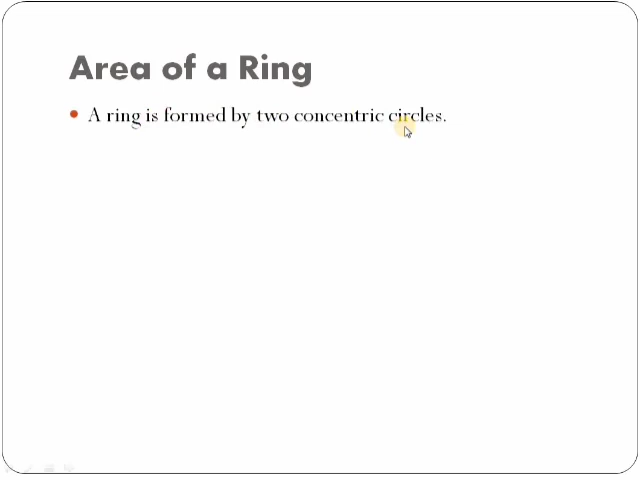 Area of a Ring
• A ring is formed by two concentric circles.